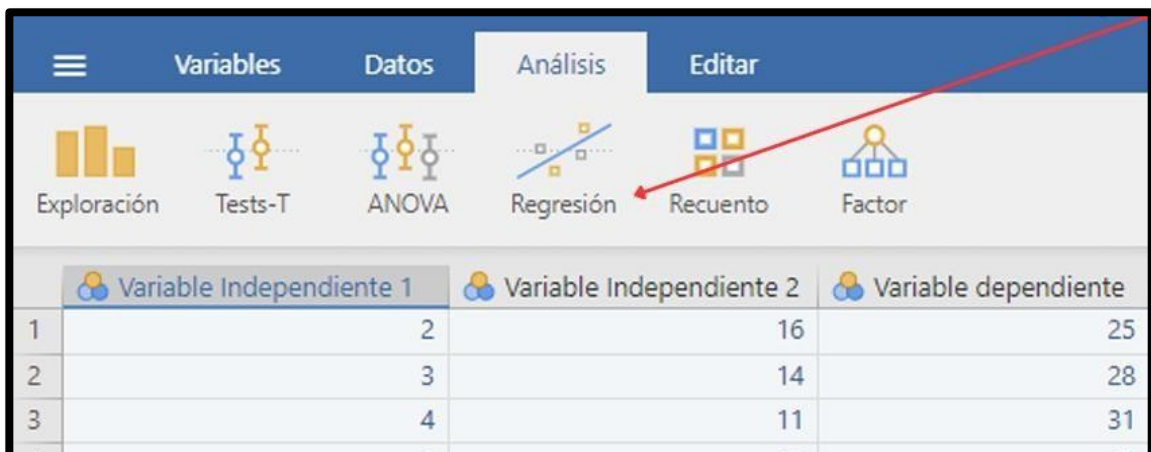 Variables Datos Análisis Editar
Exploración Tests-T ANOVA Regresión Recuento Factor
Variable Independiente 1 Variable Independiente 2 Variable dependiente
1 2 16 25
2 3 14 28
3 4 11 31